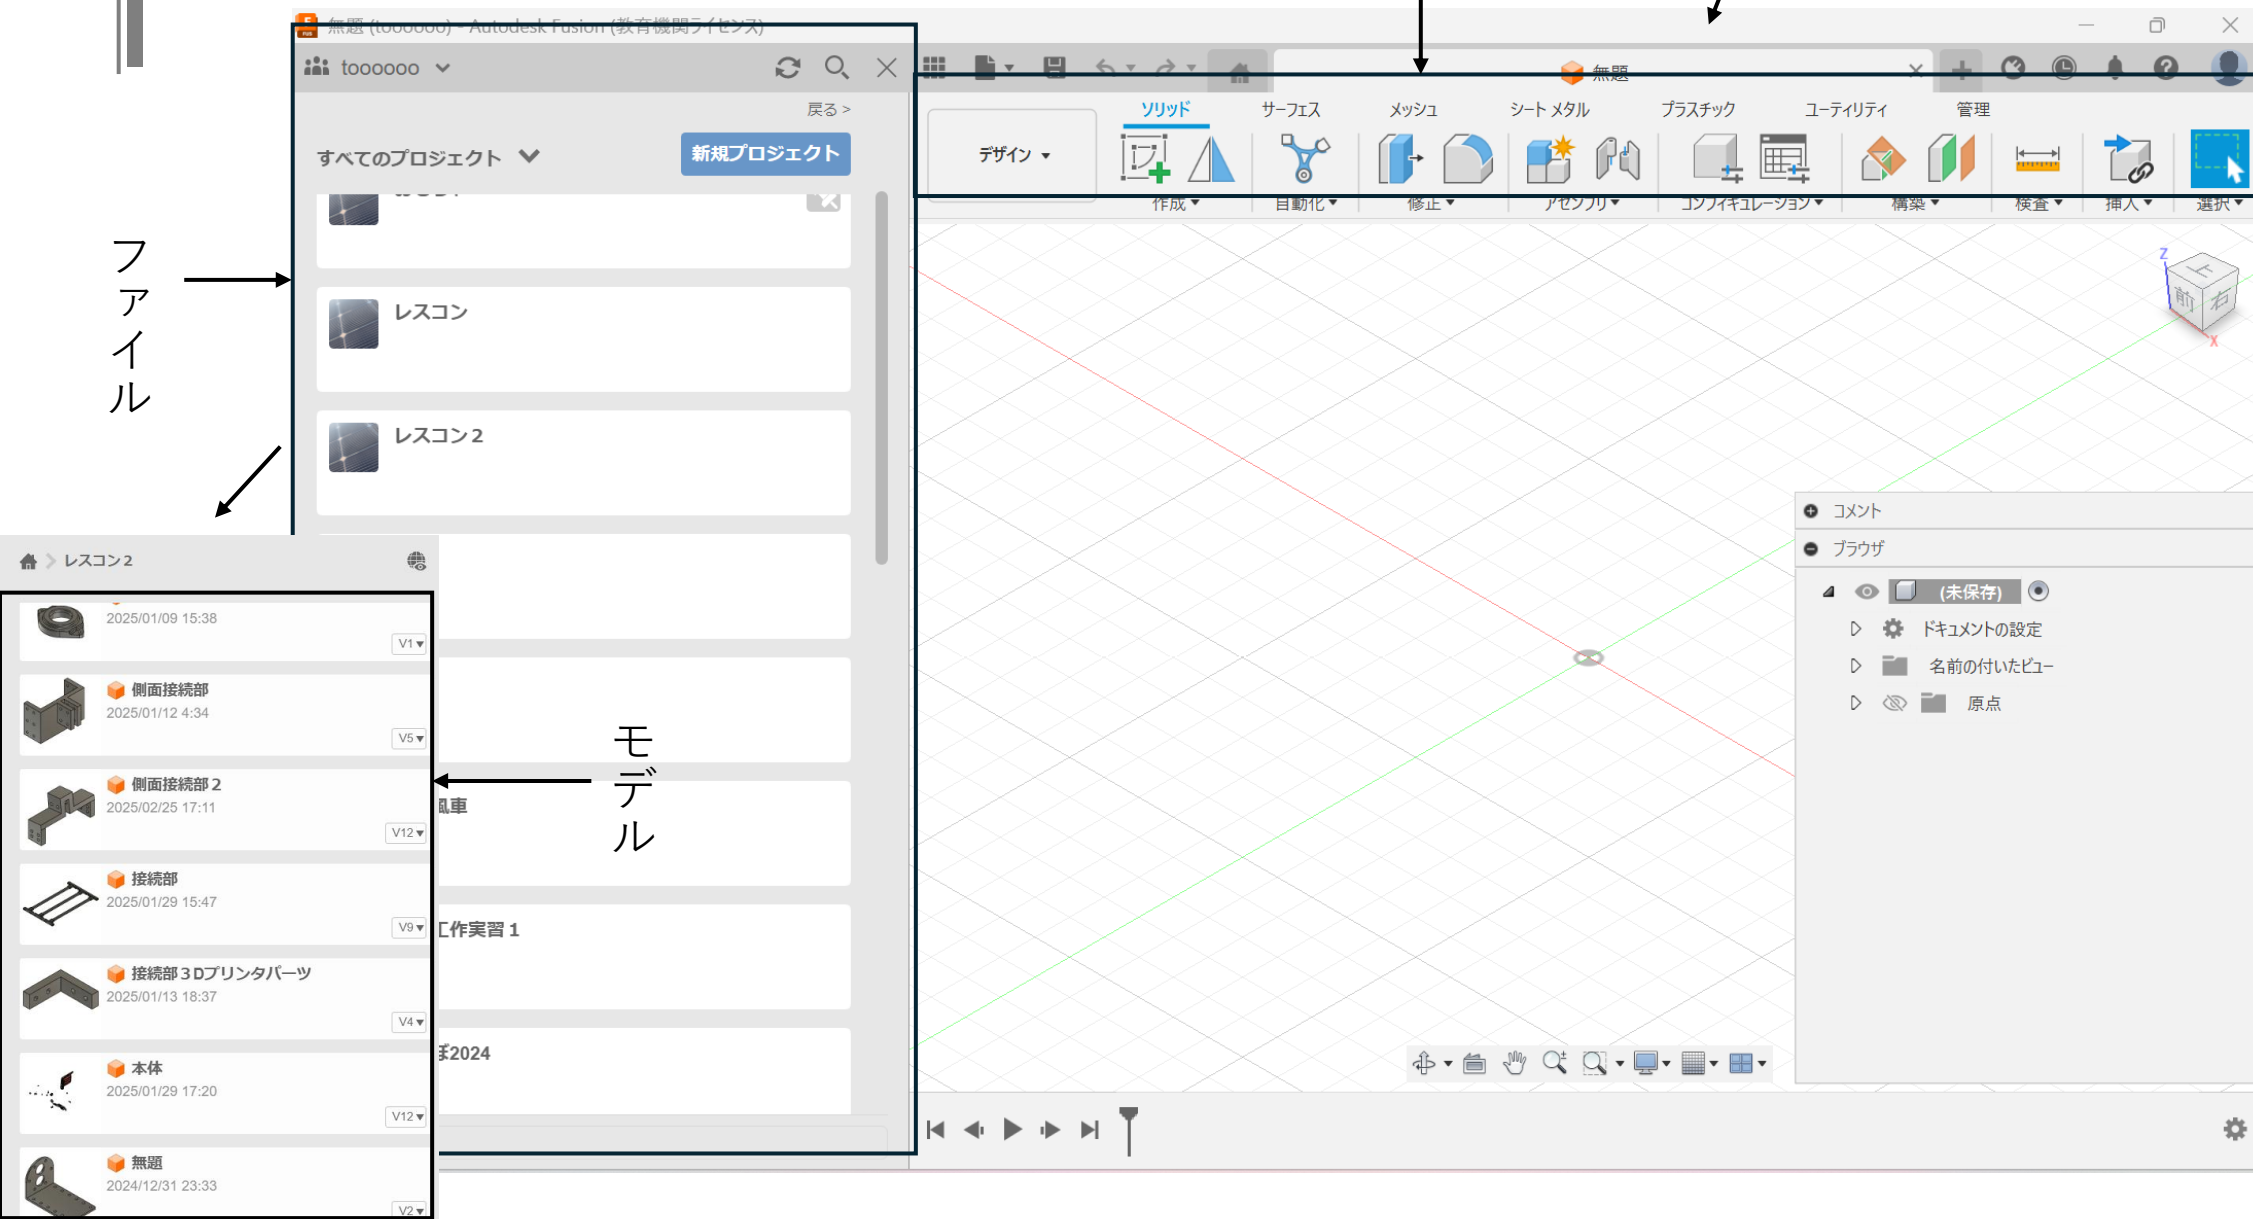 無題 (toooooo) - Autodesk Fusion (教育機関ライセンス)
toooooo
戻る >
すべてのプロジェクト
新規プロジェクト
レスコン
レスコン２
風車
工作実習１
ぼ2024
ファイル
モデル
レスコン２
2025/01/09 15:38
V1
側面接続部
2025/01/12 4:34
V5
側面接続部２
2025/02/25 17:11
V12
接続部
2025/01/29 15:47
V9
接続部３Dプリンタパーツ
2025/01/13 18:37
V4
本体
2025/01/29 17:20
V12
無題
2024/12/31 23:33
V2
無題
デザイン
ソリッド
サーフェス
メッシュ
シート メタル
プラスチック
ユーティリティ
管理
作成
自動化
修正
アセンブリ
コンフィギュレーション
構築
検査
挿入
選択
Z
上
前
右
X
コメント
ブラウザ
(未保存)
ドキュメントの設定
名前の付いたビュー
原点